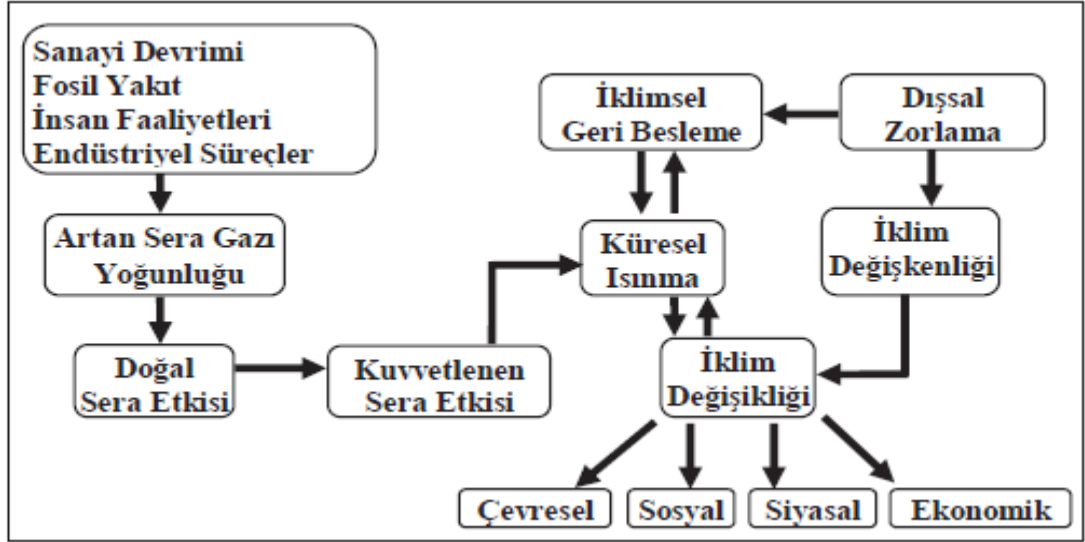 Sanayi Devrimi
Fosil Yakıt
İnsan Faaliyetleri
Endüstriyel Süreçler
Artan Sera Gazı
Yoğunluğu
Doğal
Sera Etkisi
Kuvvetlenen
Sera Etkisi
İklimsel
Geri Besleme
Dışsal
Zorlama
Küresel
Isınma
İklim
Değişkenliği
İklim
Değişikliği
Çevresel
Sosyal
Siyasal
Ekonomik